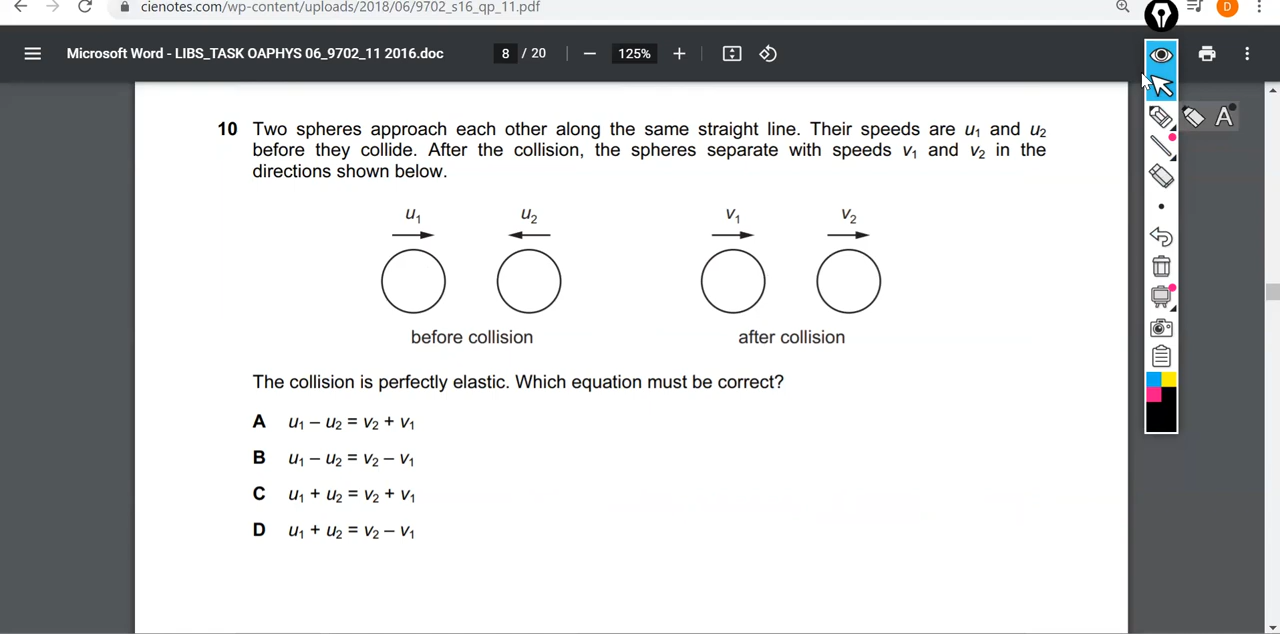 cienotes.com/wp-content/uploads/2018/06/9702_s16_qp_11.pdf
D
Microsoft Word - LIBS_TASK OAPHYS 06_9702_11 2016.doc
8 / 20
125%
A
10 Two spheres approach each other along the same straight line. Their speeds are u₁ and u₂
before they collide. After the collision, the spheres separate with speeds v₁ and v₂ in the
directions shown below.
u₁ u₂ v₁ v₂
before collision after collision
The collision is perfectly elastic. Which equation must be correct?
A u₁ – u₂ = v₂ + v₁
B u₁ – u₂ = v₂ – v₁
C u₁ + u₂ = v₂ + v₁
D u₁ + u₂ = v₂ – v₁